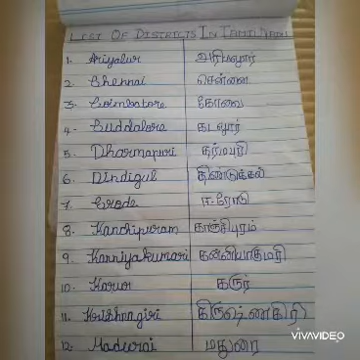 LIST OF DISTRICTS IN TAMIL NADU
1. Ariyalur அரியலூர்
2. Chennai சென்னை
3. Coimbatore கோவை
4. Cuddalore கடலூர்
5. Dharmapuri தர்மபுரி
6. Dindigul திண்டுக்கல்
7. Erode ஈரோடு
8. Kanchipuram காஞ்சிபுரம்
9. Kanniyakumari கன்னியாகுமரி
10. Karur கரூர்
11. Krishnagiri கிருஷ்ணகிரி
12. Madurai மதுரை
VIVAVIDEO